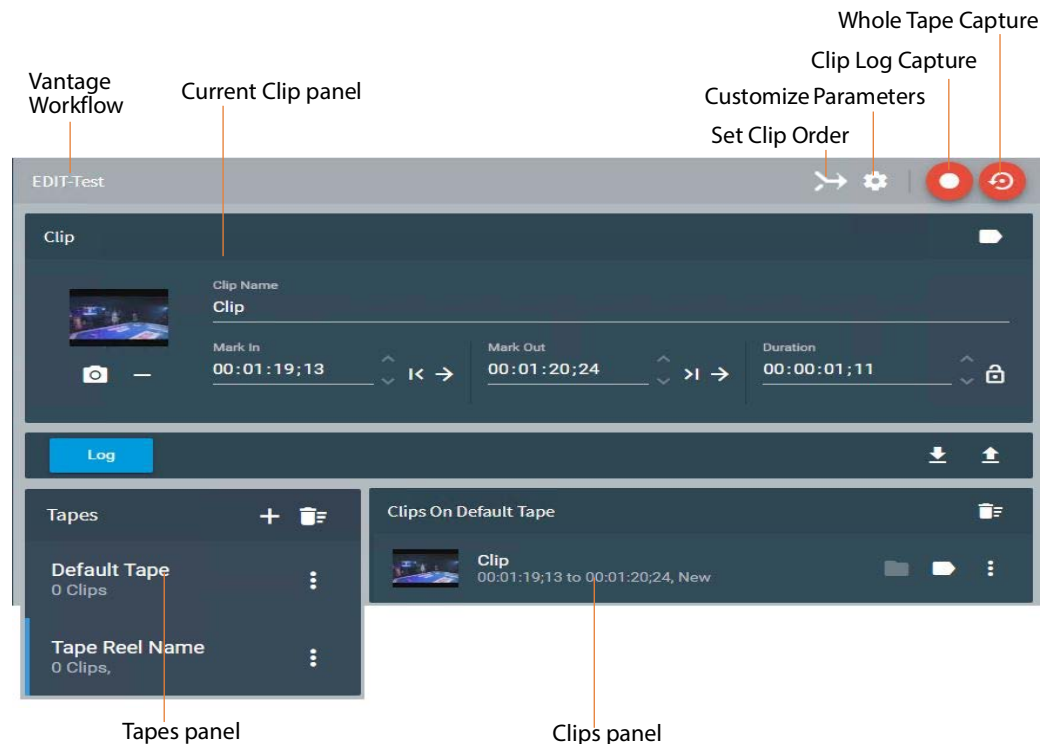 Whole Tape Capture
Clip Log Capture
Customize Parameters
Set Clip Order
Vantage
Workflow
Current Clip panel
EDIT-Test
Clip
Clip Name
Clip
Mark In
00:01:19;13
Mark Out
00:01:20;24
Duration
00:00:01;11
Log
Tapes
Clips On Default Tape
Default Tape
0 Clips
Clip
00:01:19;13 to 00:01:20;24, New
Tape Reel Name
0 Clips,
Tapes panel
Clips panel